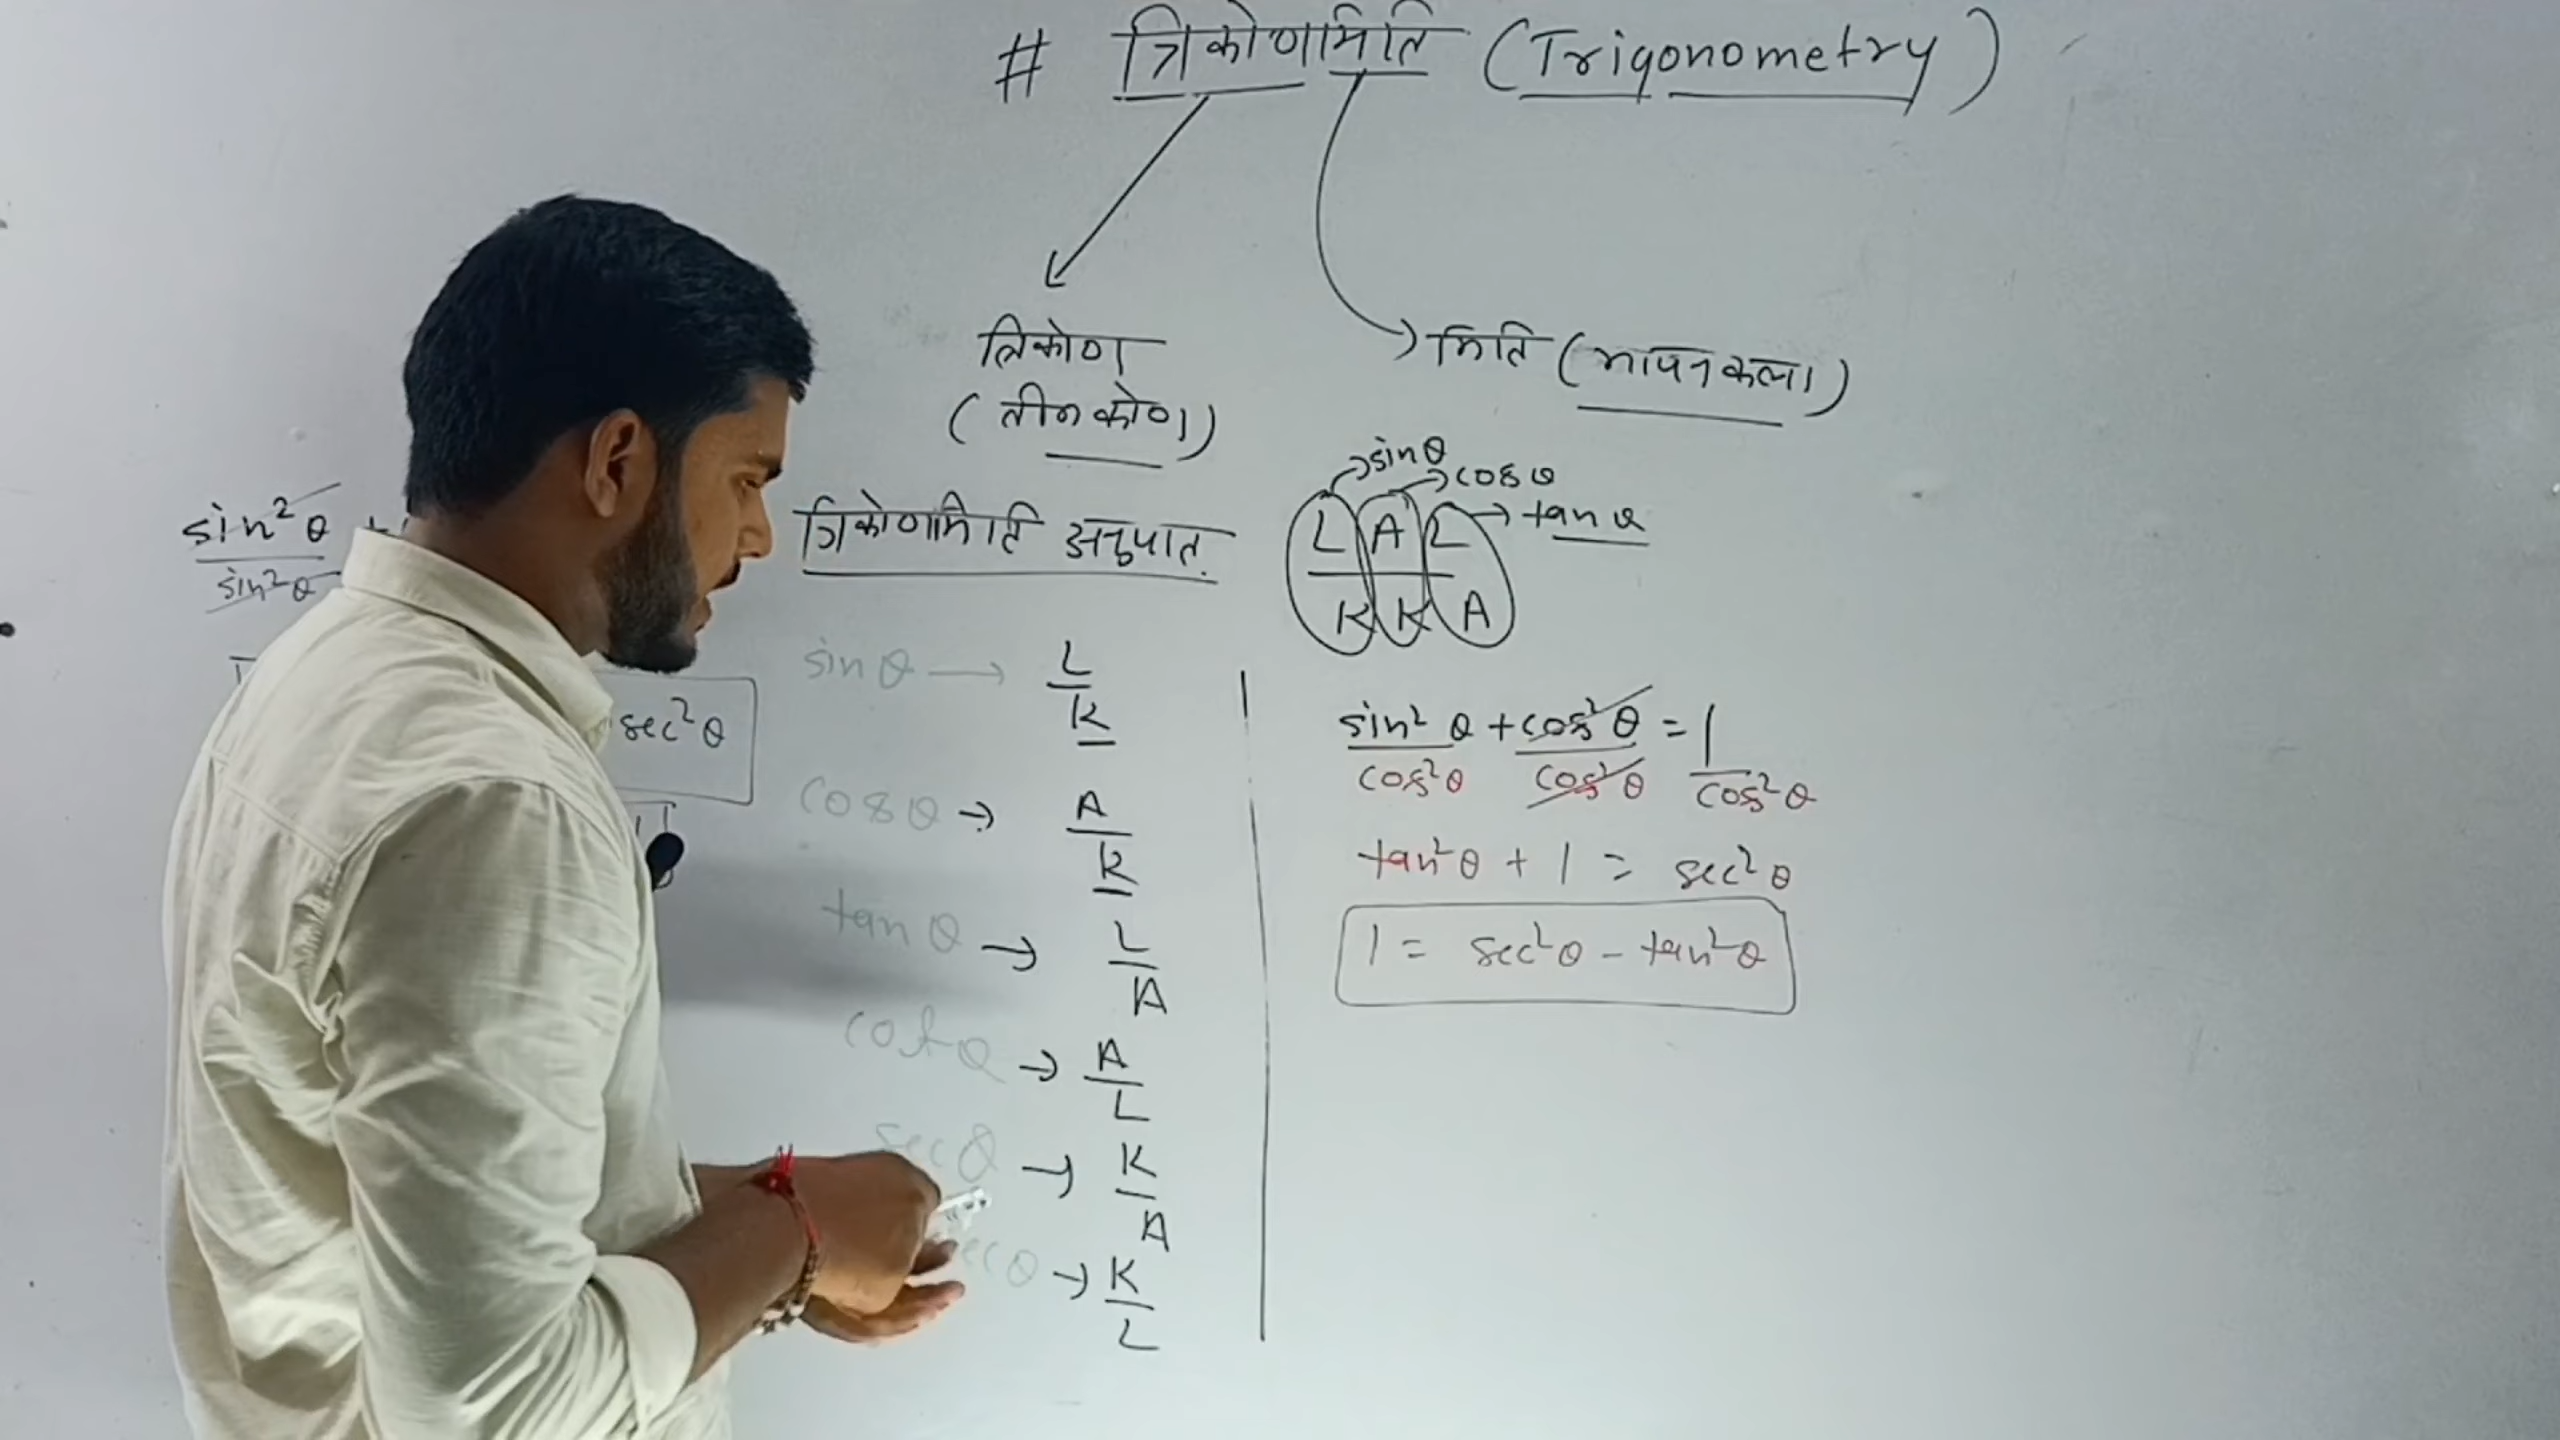 # त्रिकोणमिति (Trigonometry)
त्रिकोण
(तीन कोण)
मिति (मापन कला)
sin²θ
sin²θ
sec²θ
त्रिकोणमिति अनुपात.
sinθ
cosθ
tanθ
L A L
K K A
sinθ → L/K
cosθ → A/K
tanθ → L/A
cotθ → A/L
secθ → K/A
ecθ → K/L
sin²θ/cos²θ + cos²θ/cos²θ = 1/cos²θ
tan²θ + 1 = sec²θ
1 = sec²θ - tan²θ